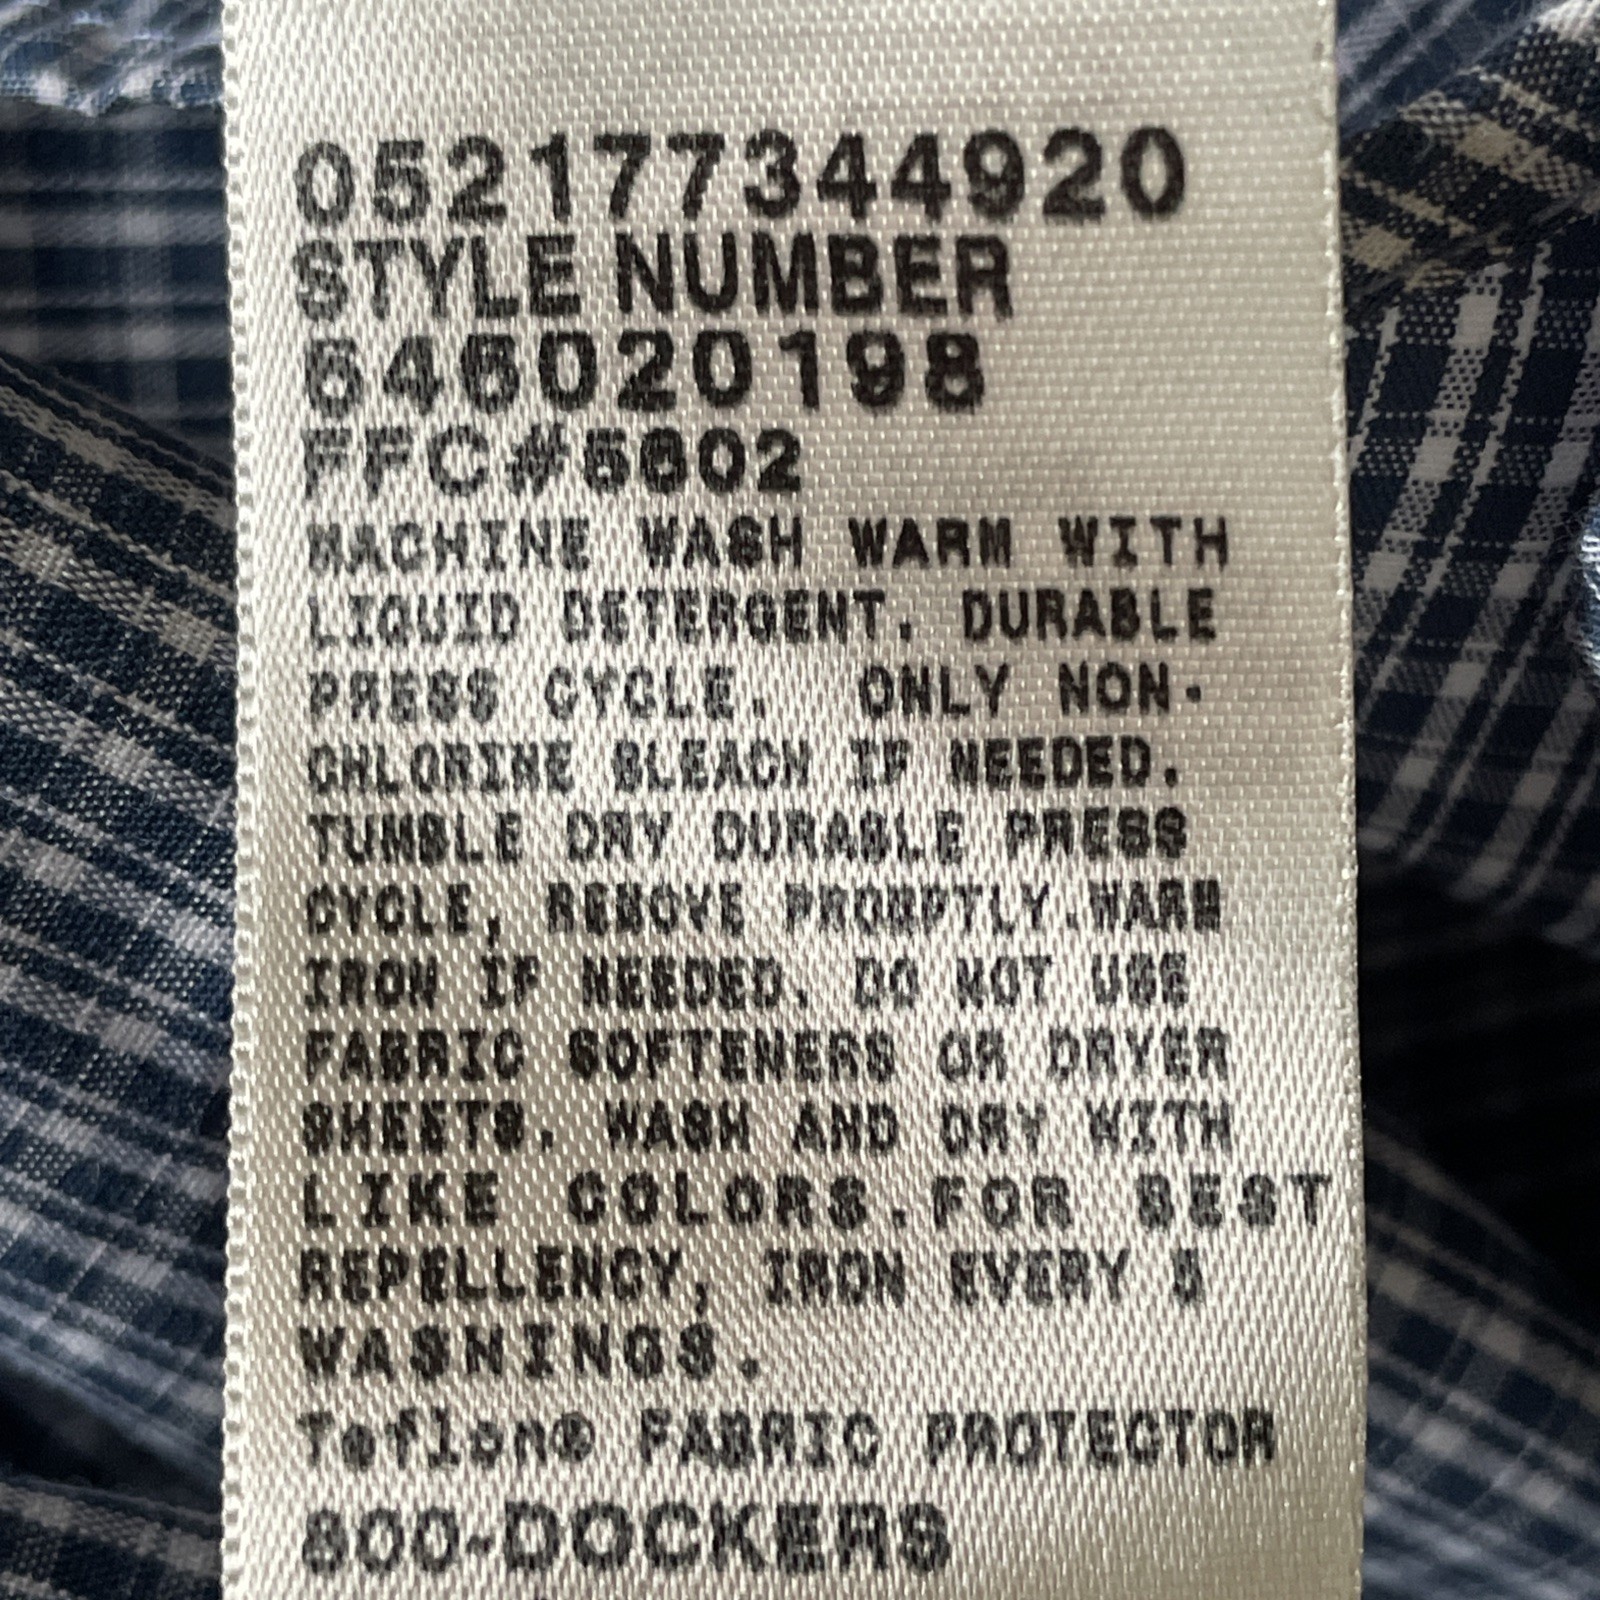 052177344920
STYLE NUMBER
646020198
FFC#5602
MACHINE WASH WARM WITH
LIQUID DETERGENT. DURABLE
PRESS CYCLE. ONLY NON-
CHLORINE BLEACH IF NEEDED.
TUMBLE DRY DURABLE PRESS
CYCLE, REMOVE PROMPTLY.WARM
IRON IF NEEDED. DO NOT USE
FABRIC SOFTENERS OR DRYER
SHEETS. WASH AND DRY WITH
LIKE COLORS.FOR BEST
REPELLENCY, IRON EVERY 5
WASHINGS.
Teflon® FABRIC PROTECTOR
800-DOCKERS